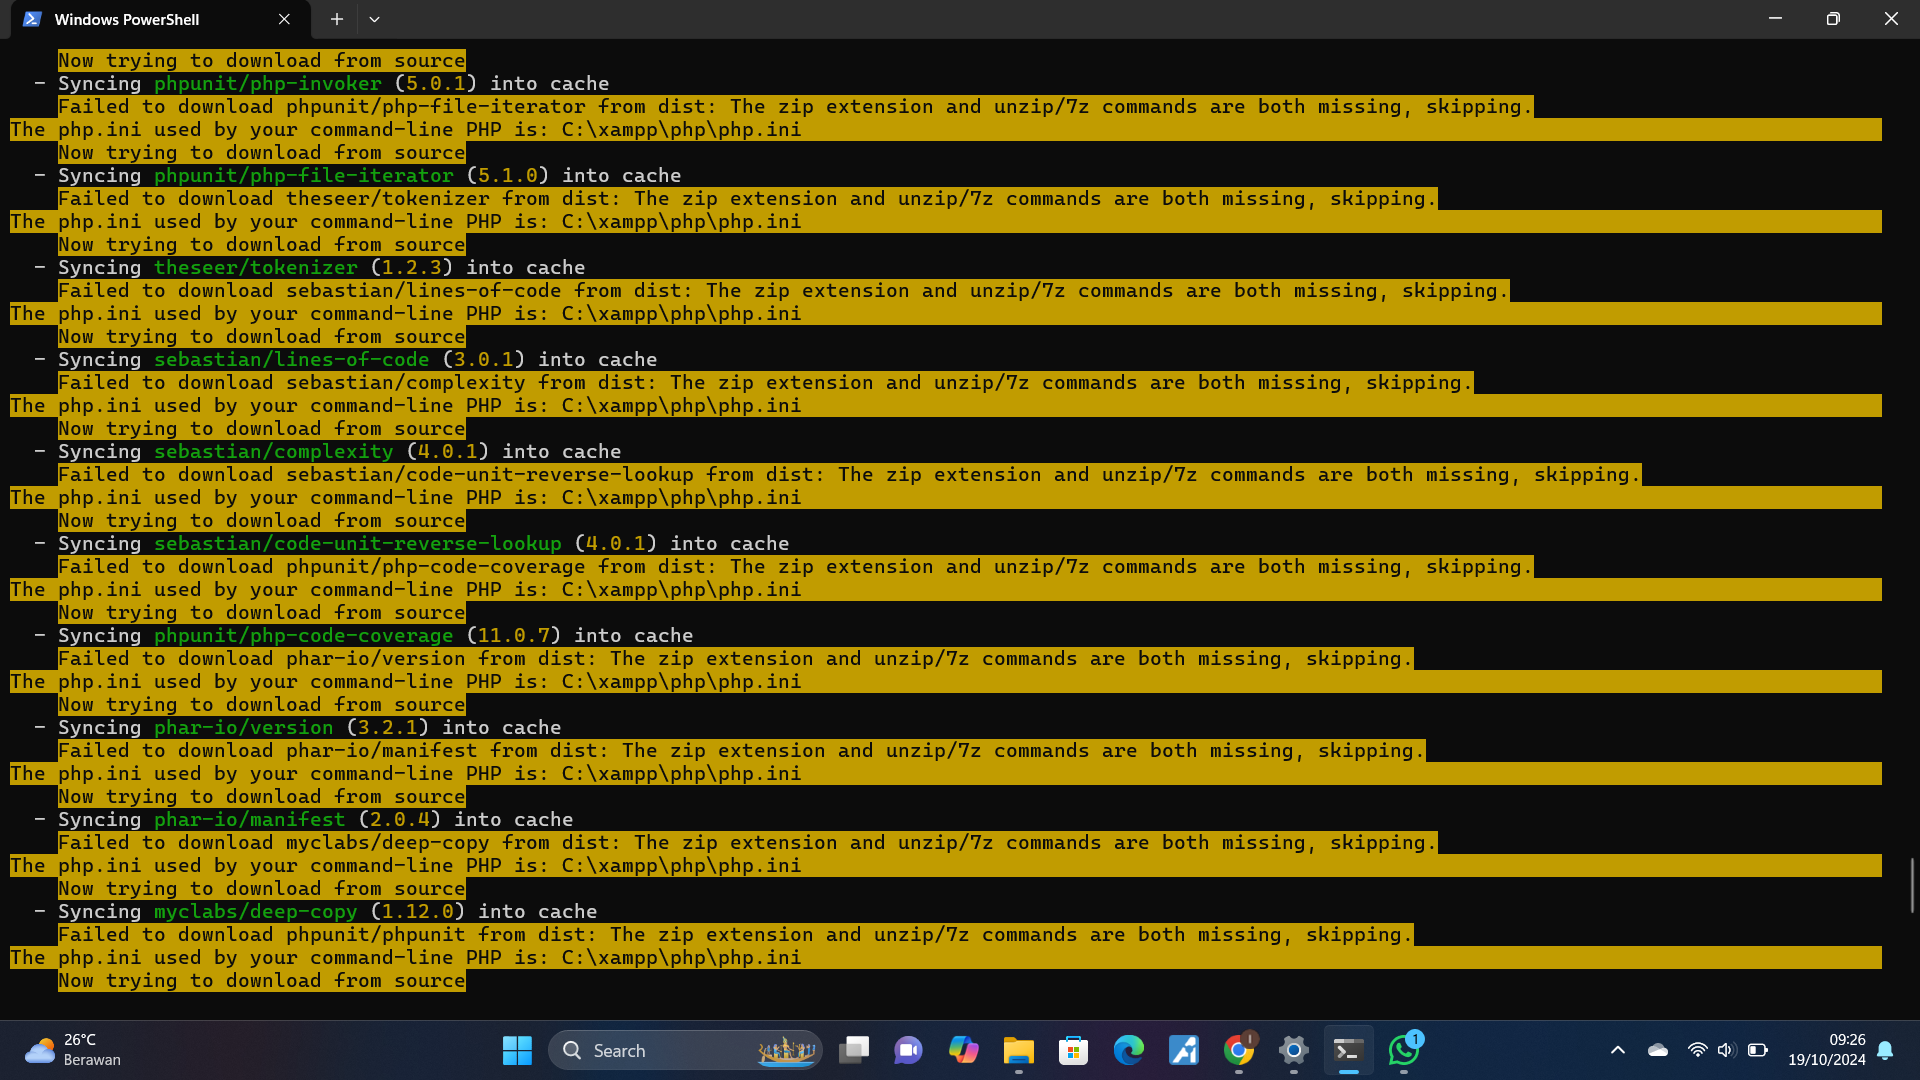 Windows PowerShell
Now trying to download from source
- Syncing phpunit/php-invoker (5.0.1) into cache
Failed to download phpunit/php-file-iterator from dist: The zip extension and unzip/7z commands are both missing, skipping.
The php.ini used by your command-line PHP is: C:\xampp\php\php.ini
Now trying to download from source
- Syncing phpunit/php-file-iterator (5.1.0) into cache
Failed to download theseer/tokenizer from dist: The zip extension and unzip/7z commands are both missing, skipping.
The php.ini used by your command-line PHP is: C:\xampp\php\php.ini
Now trying to download from source
- Syncing theseer/tokenizer (1.2.3) into cache
Failed to download sebastian/lines-of-code from dist: The zip extension and unzip/7z commands are both missing, skipping.
The php.ini used by your command-line PHP is: C:\xampp\php\php.ini
Now trying to download from source
- Syncing sebastian/lines-of-code (3.0.1) into cache
Failed to download sebastian/complexity from dist: The zip extension and unzip/7z commands are both missing, skipping.
The php.ini used by your command-line PHP is: C:\xampp\php\php.ini
Now trying to download from source
- Syncing sebastian/complexity (4.0.1) into cache
Failed to download sebastian/code-unit-reverse-lookup from dist: The zip extension and unzip/7z commands are both missing, skipping.
The php.ini used by your command-line PHP is: C:\xampp\php\php.ini
Now trying to download from source
- Syncing sebastian/code-unit-reverse-lookup (4.0.1) into cache
Failed to download phpunit/php-code-coverage from dist: The zip extension and unzip/7z commands are both missing, skipping.
The php.ini used by your command-line PHP is: C:\xampp\php\php.ini
Now trying to download from source
- Syncing phpunit/php-code-coverage (11.0.7) into cache
Failed to download phar-io/version from dist: The zip extension and unzip/7z commands are both missing, skipping.
The php.ini used by your command-line PHP is: C:\xampp\php\php.ini
Now trying to download from source
- Syncing phar-io/version (3.2.1) into cache
Failed to download phar-io/manifest from dist: The zip extension and unzip/7z commands are both missing, skipping.
The php.ini used by your command-line PHP is: C:\xampp\php\php.ini
Now trying to download from source
- Syncing phar-io/manifest (2.0.4) into cache
Failed to download myclabs/deep-copy from dist: The zip extension and unzip/7z commands are both missing, skipping.
The php.ini used by your command-line PHP is: C:\xampp\php\php.ini
Now trying to download from source
- Syncing myclabs/deep-copy (1.12.0) into cache
Failed to download phpunit/phpunit from dist: The zip extension and unzip/7z commands are both missing, skipping.
The php.ini used by your command-line PHP is: C:\xampp\php\php.ini
Now trying to download from source
26°C
Berawan
Search
1
09:26
19/10/2024